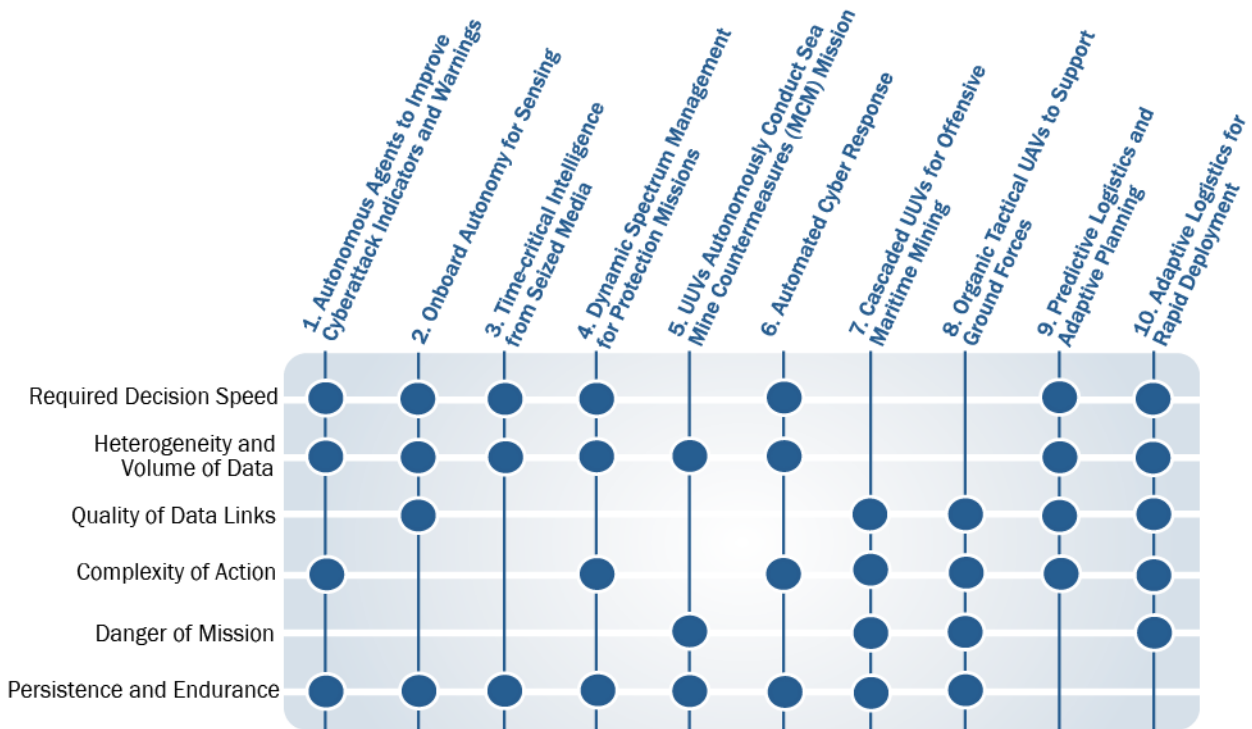 1. Autonomous Agents to Improve
Cyberattack Indicators and Warnings
2. Onboard Autonomy for Sensing
3. Time-critical Intelligence
from Seized Media
4. Dynamic Spectrum Management
for Protection Missions
5. UUVs Autonomously Conduct Sea
Mine Countermeasures (MCM) Mission
6. Automated Cyber Response
7. Cascaded UUVs for Offensive
Maritime Mining
8. Organic Tactical UAVs to Support
Ground Forces
9. Predictive Logistics and
Adaptive Planning
10. Adaptive Logistics for
Rapid Deployment
Required Decision Speed
Heterogeneity and
Volume of Data
Quality of Data Links
Complexity of Action
Danger of Mission
Persistence and Endurance